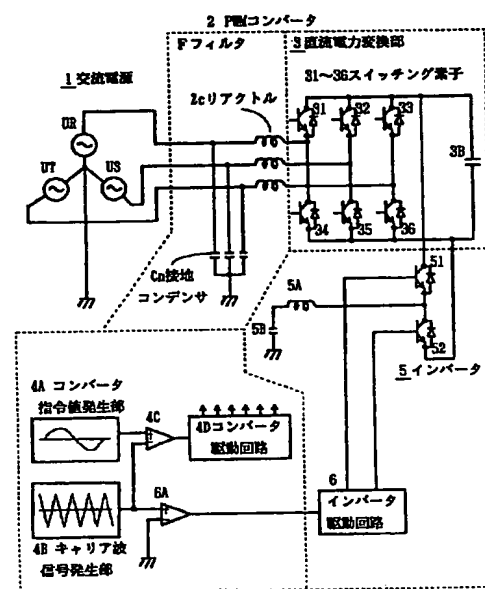 2 PWMコンバータ
Fフィルタ
3直流電力変換部
1交流電源
31~36スイッチング素子
2cリアクトル
31
32
33
UR
UT
US
3B
34
35
36
Cn接地
コンデンサ
51
5A
5B
52
5インバータ
4A コンバータ
指令値発生部
4C
4Dコンバータ
駆動回路
6A
6
インバータ
駆動回路
4B キャリア波
信号発生部